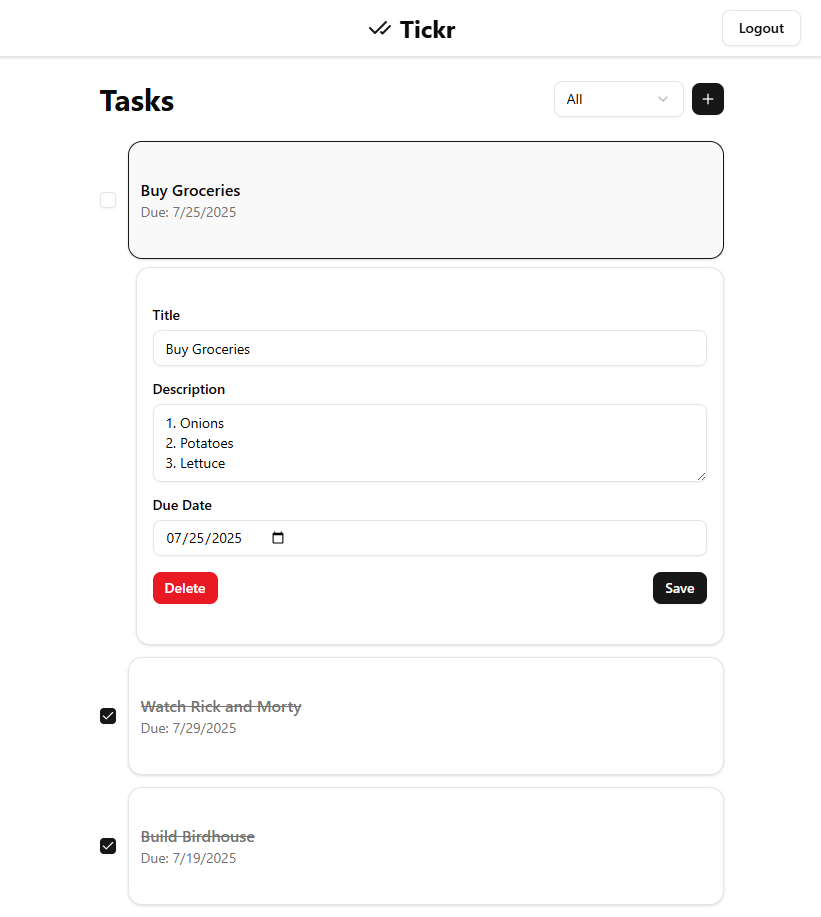 Tickr
Logout
Tasks
All
Buy Groceries
Due: 7/25/2025
Title
Buy Groceries
Description
1. Onions
2. Potatoes
3. Lettuce
Due Date
07/25/2025
Delete
Save
Watch Rick and Morty
Due: 7/29/2025
Build Birdhouse
Due: 7/19/2025